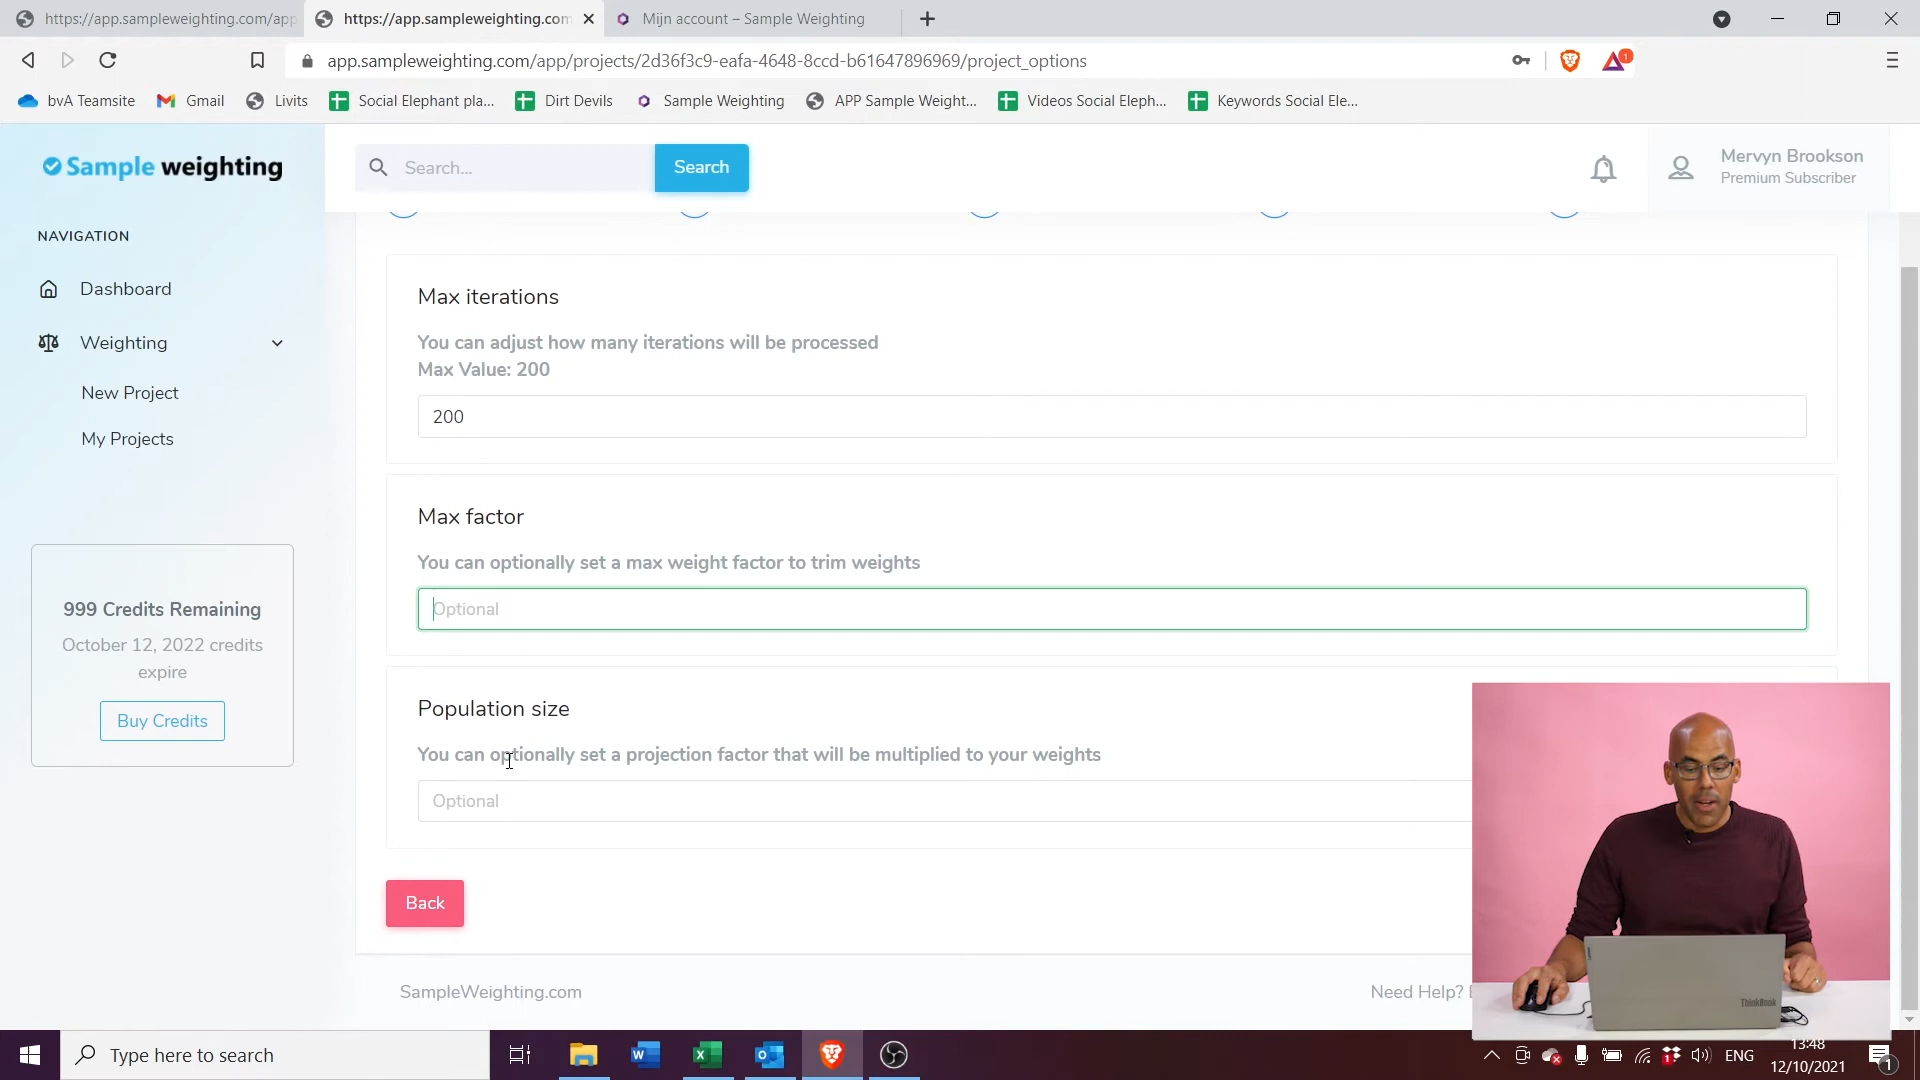 https://app.sampleweighting.com/app
https://app.sampleweighting.com
Mijn account – Sample Weighting
app.sampleweighting.com/app/projects/2d36f3c9-eafa-4648-8ccd-b61647896969/project_options
1
bvA Teamsite
Gmail
Livits
Social Elephant pla...
Dirt Devils
Sample Weighting
APP Sample Weight...
Videos Social Eleph...
Keywords Social Ele...
Sample weighting
Search...
Search
Mervyn Brookson
Premium Subscriber
NAVIGATION
Dashboard
Weighting
New Project
My Projects
999 Credits Remaining
October 12, 2022 credits
expire
Buy Credits
Max iterations
You can adjust how many iterations will be processed
Max Value: 200
200
Max factor
You can optionally set a max weight factor to trim weights
Optional
Population size
You can optionally set a projection factor that will be multiplied to your weights
Optional
Back
SampleWeighting.com
Need Help?
ThinkBook
Type here to search
ENG
13:48
12/10/2021
1